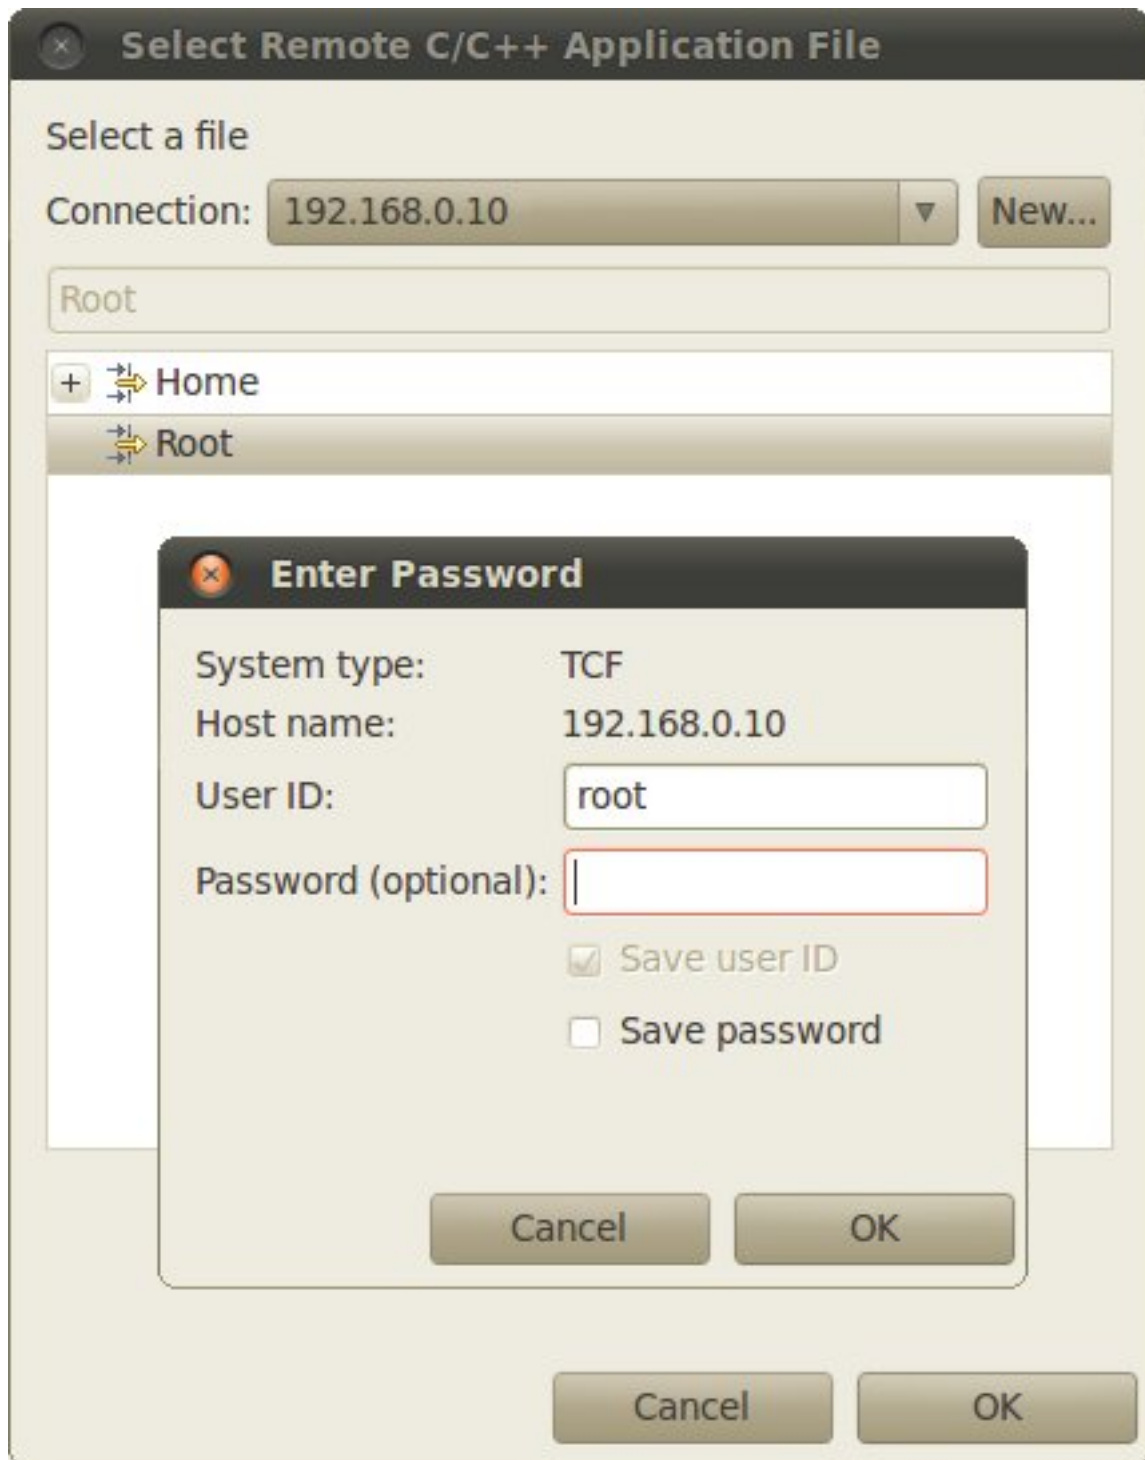 Select Remote C/C++ Application File
Select a file
Connection: 192.168.0.10 New...
Root
Home
Root
Enter Password
System type: TCF
Host name: 192.168.0.10
User ID: root
Password (optional):
Save user ID
Save password
Cancel OK
Cancel OK